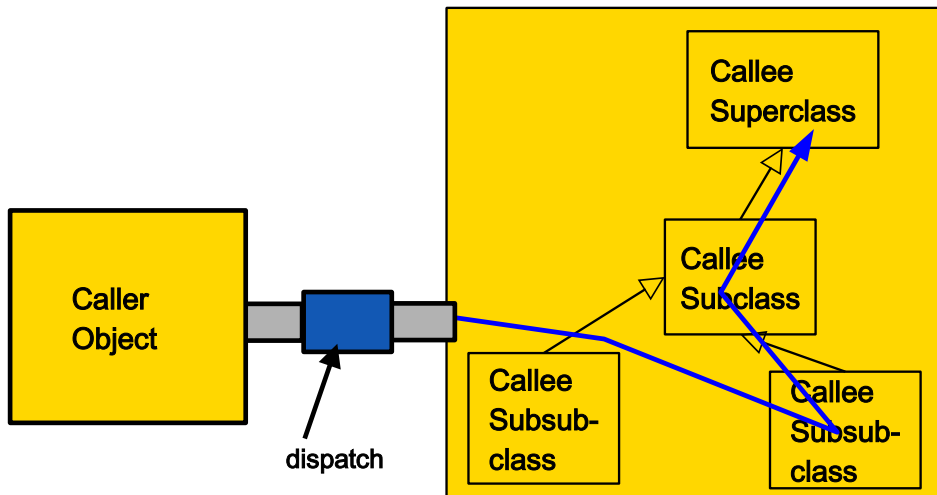 Callee
Superclass
Callee
Subclass
Caller
Object
Callee
Subsub-
class
Callee
Subsub-
class
dispatch